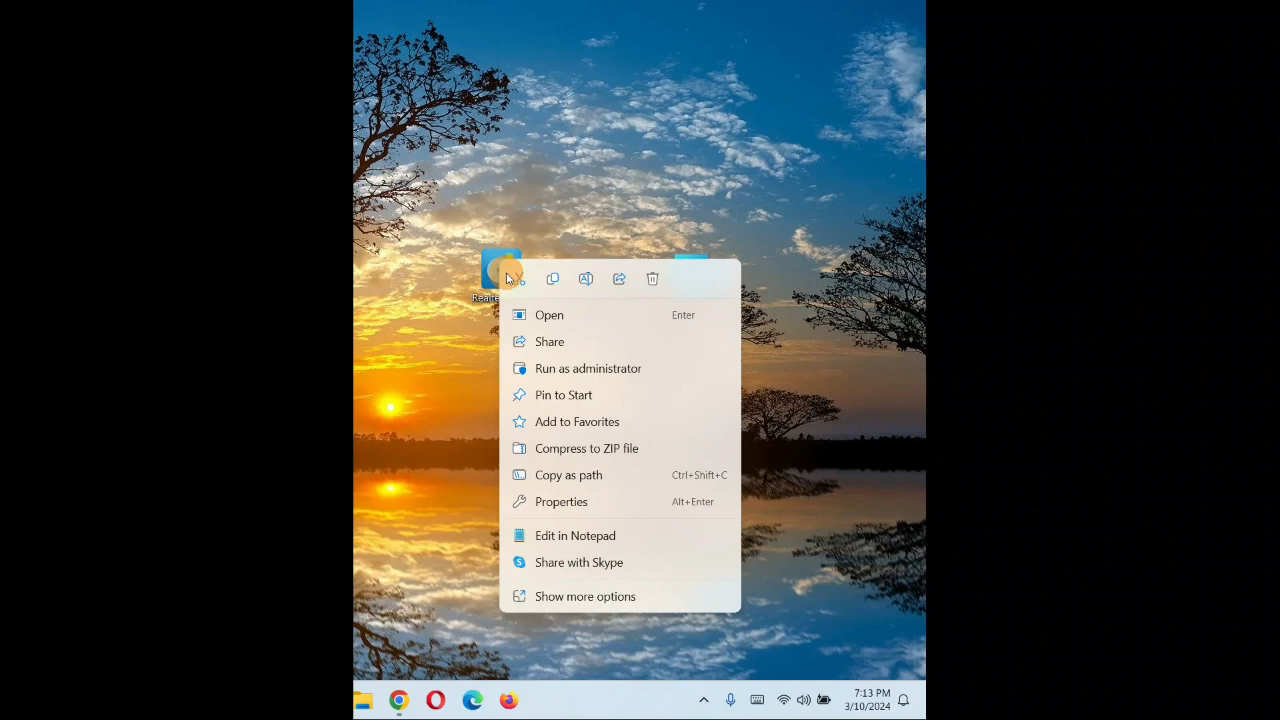 Open Enter
Share
Run as administrator
Pin to Start
Add to Favorites
Compress to ZIP file
Copy as path Ctrl+Shift+C
Properties Alt+Enter
Edit in Notepad
Share with Skype
Show more options
7:13 PM
3/10/2024